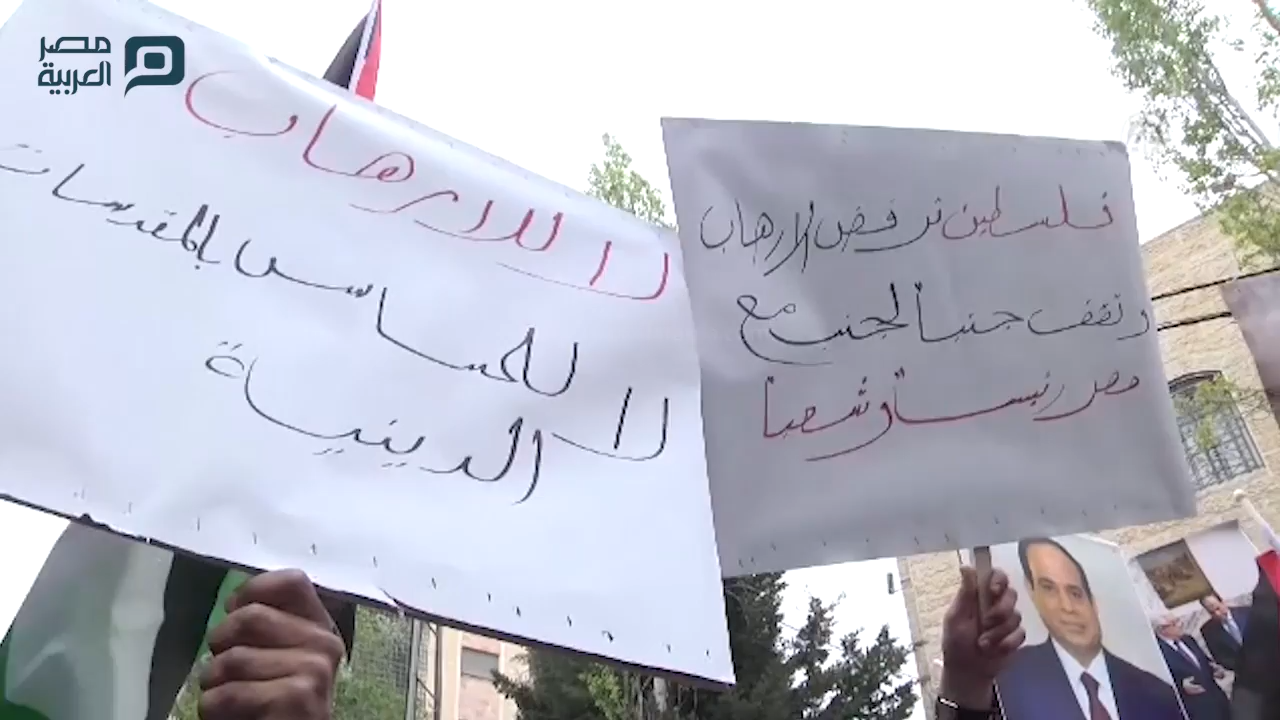 مصر
العربية
لا للارهاب
لا للمساس بالمقدسات
الدينية
فلسطين ترفض الارهاب
وتقف جنباً لجنب مع
مصر رئيساً وشعباً